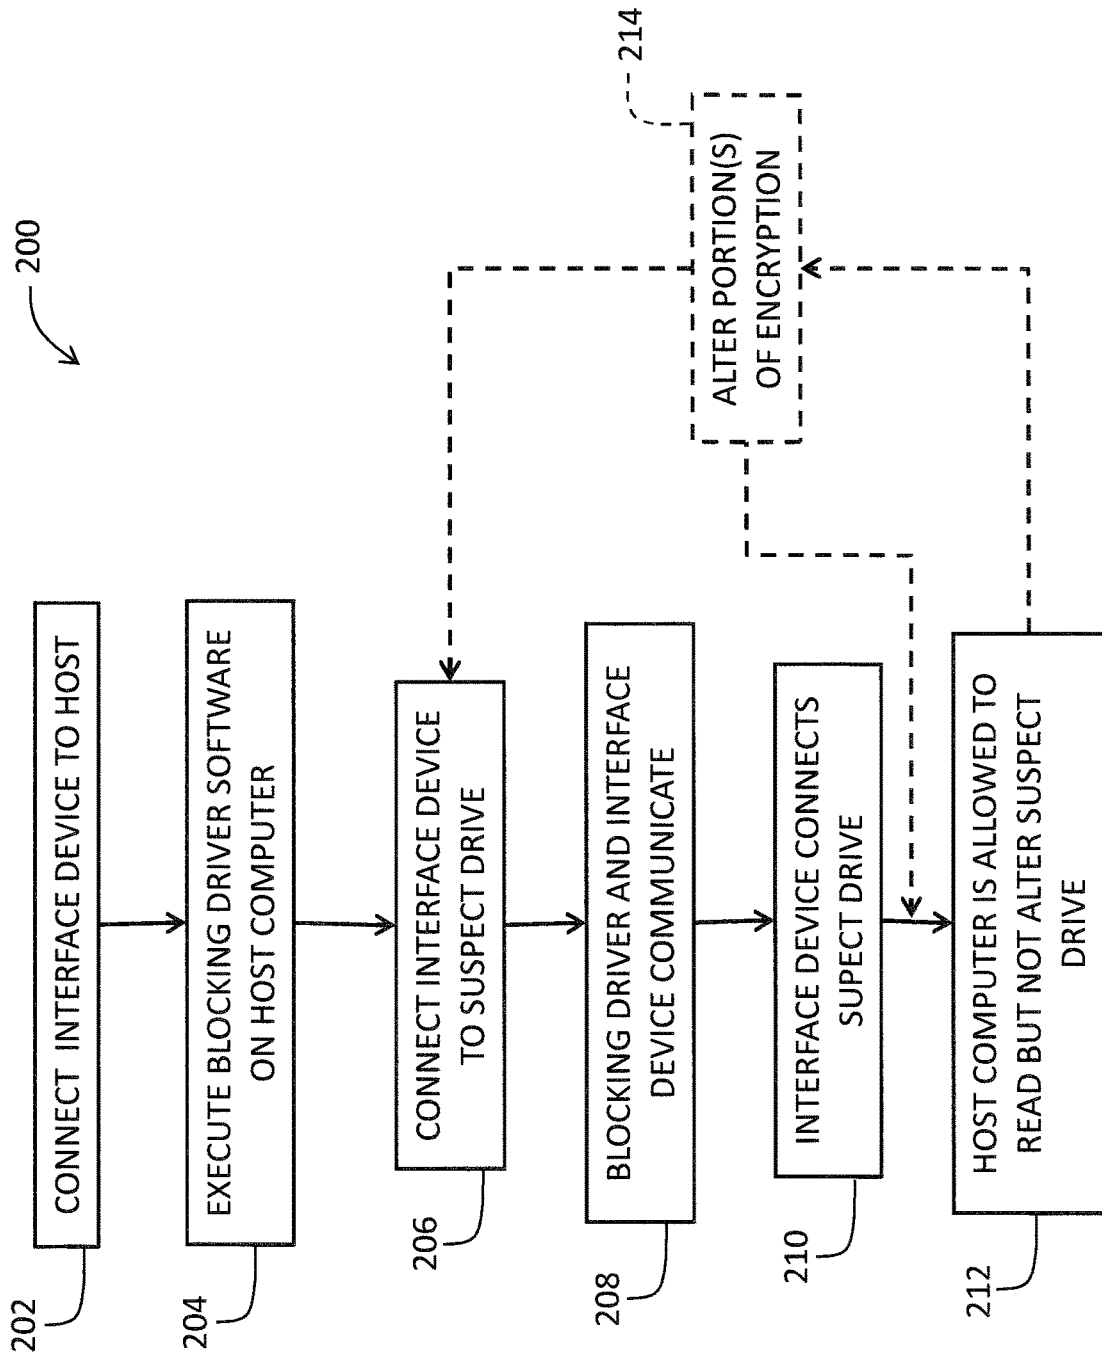 200
202
CONNECT INTERFACE DEVICE TO HOST
204
EXECUTE BLOCKING DRIVER SOFTWARE
ON HOST COMPUTER
206
CONNECT INTERFACE DEVICE
TO SUSPECT DRIVE
208
BLOCKING DRIVER AND INTERFACE
DEVICE COMMUNICATE
210
INTERFACE DEVICE CONNECTS
SUPECT DRIVE
212
HOST COMPUTER IS ALLOWED TO
READ BUT NOT ALTER SUSPECT
DRIVE
214
ALTER PORTION(S)
OF ENCRYPTION